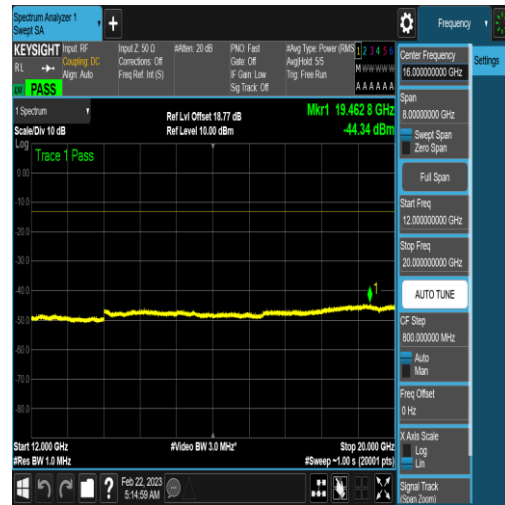 Spectrum Analyzer 1
Swept SA
Frequency
KEYSIGHT
Input: RF
Coupling: DC
Align: Auto
Input Z: 50 Ω
Corrections: Off
Freq Ref: Int (S)
#Atten: 20 dB
PNO: Fast
Gate: Off
IF Gain: Low
Sig Track: Off
#Avg Type: Power (RMS
Avg|Hold: 5/5
Trig: Free Run
1 2 3 4 5 6
M W W W W W
A A A A A A
RL
PASS
1 Spectrum
Scale/Div 10 dB
Ref Lvl Offset 18.77 dB
Ref Level 10.00 dBm
Mkr1 19.462 8 GHz
-44.34 dBm
Log
Trace 1 Pass
0.00
-10.0
-20.0
-30.0
-40.0
-50.0
-60.0
-70.0
-80.0
1
Start 12.000 GHz
#Res BW 1.0 MHz
#Video BW 3.0 MHz*
Stop 20.000 GHz
#Sweep ~1.00 s (20001 pts)
Feb 22, 2023
5:14:59 AM
Center Frequency
16.000000000 GHz
Settings
Span
8.00000000 GHz
Swept Span
Zero Span
Full Span
Start Freq
12.000000000 GHz
Stop Freq
20.000000000 GHz
AUTO TUNE
CF Step
800.000000 MHz
Auto
Man
Freq Offset
0 Hz
X Axis Scale
Log
Lin
Signal Track
(Span Zoom)